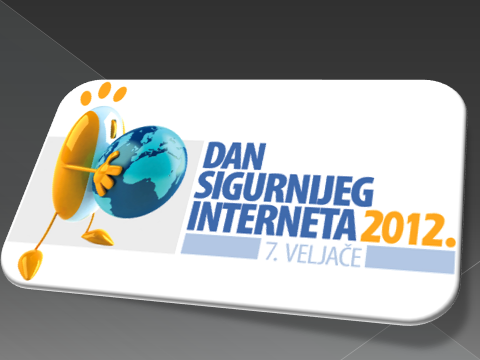 DAN
SIGURNIJEG
INTERNETA 2012.
7. VELJAČE